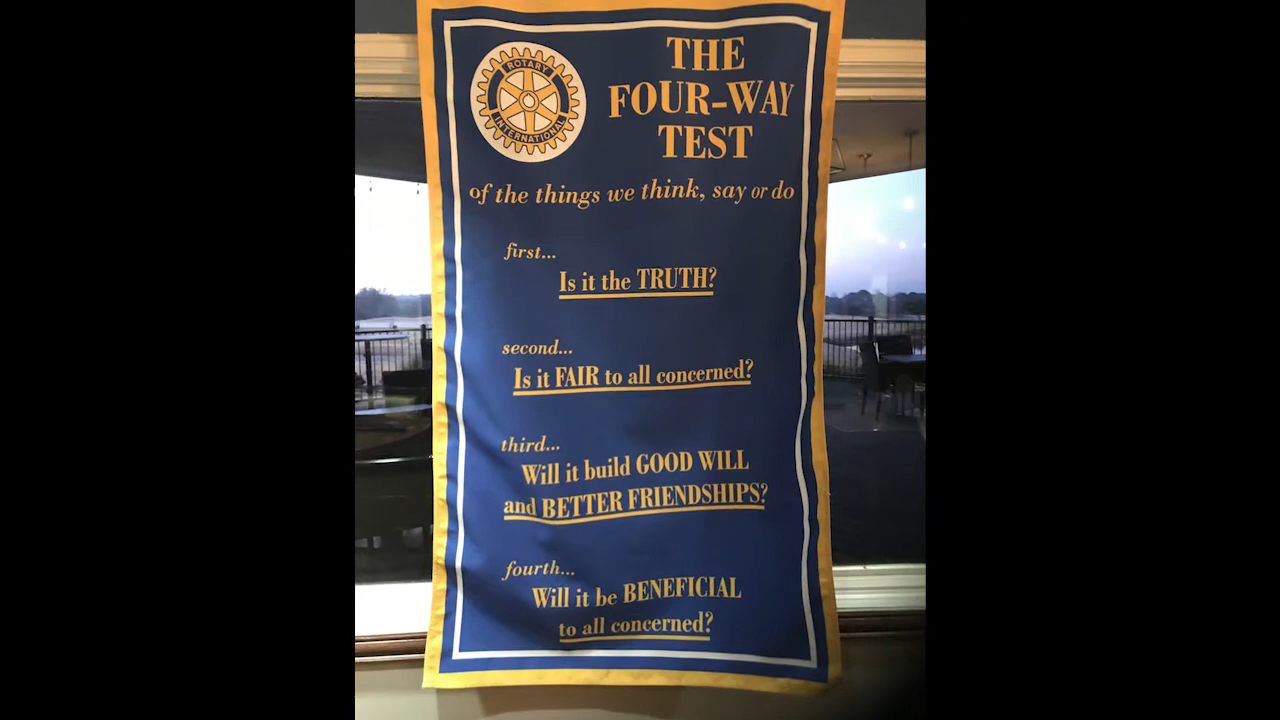 ROTARY
INTERNATIONAL
THE
FOUR-WAY
TEST
of the things we think, say or do
first...
Is it the TRUTH?
second...
Is it FAIR to all concerned?
third...
Will it build GOOD WILL
and BETTER FRIENDSHIPS?
fourth...
Will it be BENEFICIAL
to all concerned?